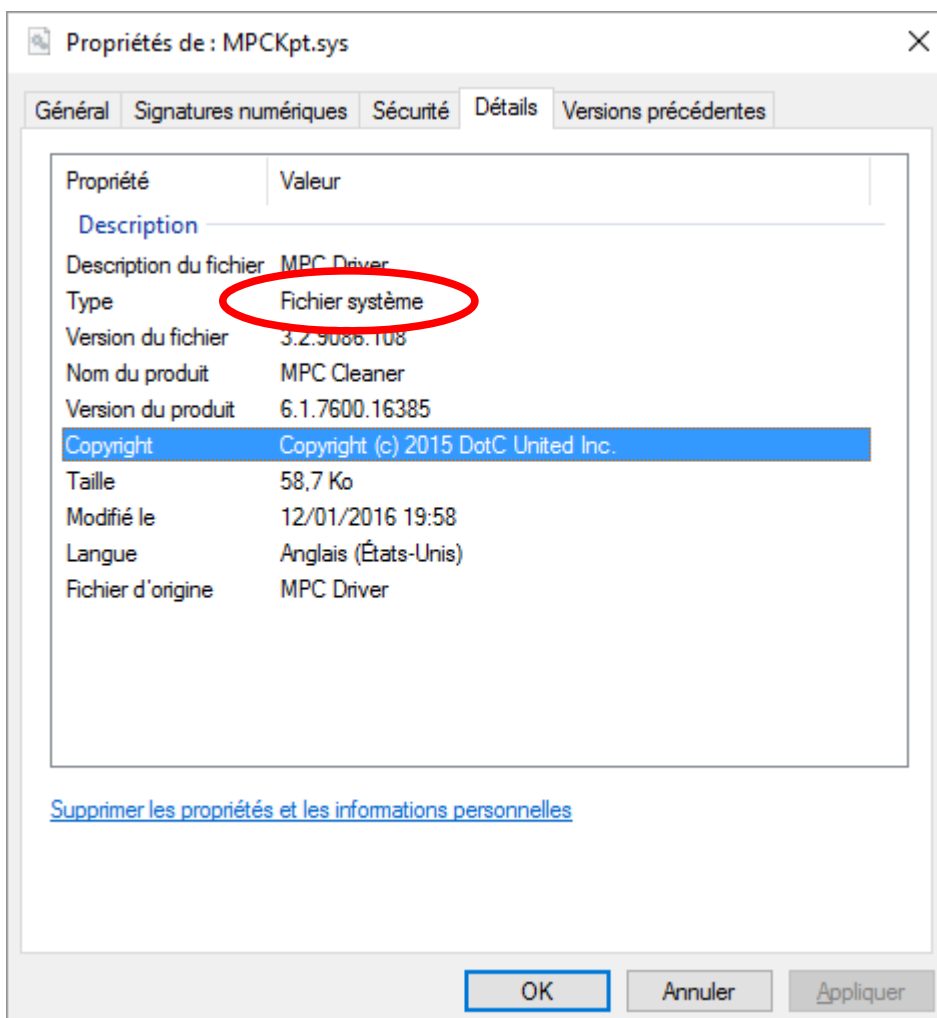 Propriétés de : MPCKpt.sys
Général Signatures numériques Sécurité Détails Versions précédentes
Propriété Valeur
Description
Description du fichier MPC Driver
Type Fichier système
Version du fichier 3.2.9086.108
Nom du produit MPC Cleaner
Version du produit 6.1.7600.16385
Copyright Copyright (c) 2015 DotC United Inc.
Taille 58,7 Ko
Modifié le 12/01/2016 19:58
Langue Anglais (États-Unis)
Fichier d'origine MPC Driver
Supprimer les propriétés et les informations personnelles
OK Annuler Appliquer